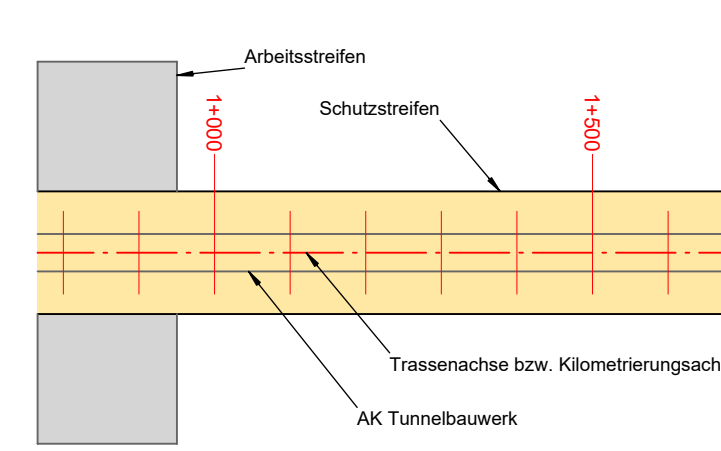 Arbeitsstreifen
Schutzstreifen
1+000
1+500
Trassenachse bzw. Kilometrierungsach
AK Tunnelbauwerk